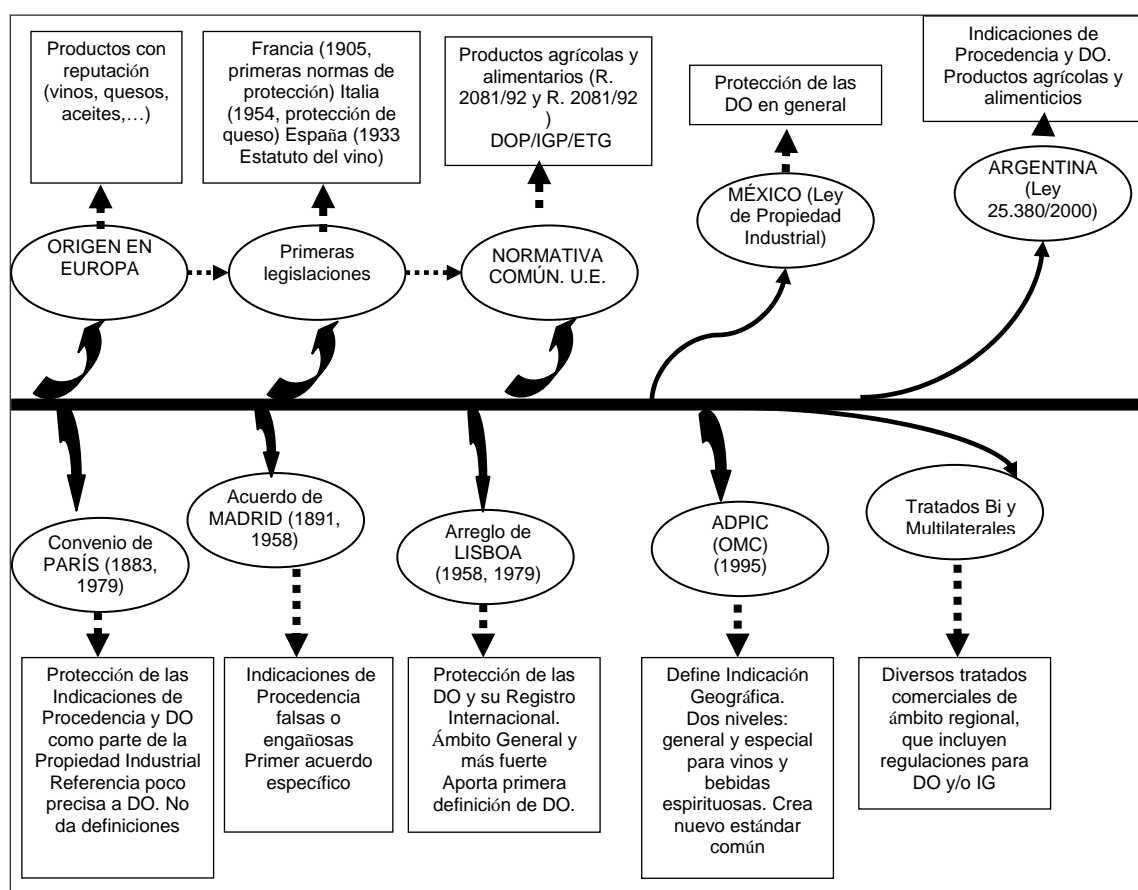 Productos con
reputación
(vinos, quesos,
aceites,…)
Francia (1905,
primeras normas de
protección) Italia
(1954, protección de
queso) España (1933
Estatuto del vino)
Productos agrícolas y
alimentarios (R.
2081/92 y R. 2081/92
)
DOP/IGP/ETG
Protección de las
DO en general
Indicaciones de
Procedencia y DO.
Productos agrícolas y
alimenticios
ORIGEN EN
EUROPA
Primeras
legislaciones
NORMATIVA
COMÚN. U.E.
MÉXICO (Ley
de Propiedad
Industrial)
ARGENTINA
(Ley
25.380/2000)
Convenio de
PARÍS (1883,
1979)
Acuerdo de
MADRID (1891,
1958)
Arreglo de
LISBOA
(1958, 1979)
ADPIC
(OMC)
(1995)
Tratados Bi y
Multilaterales
Protección de las
Indicaciones de
Procedencia y DO
como parte de la
Propiedad Industrial
Referencia poco
precisa a DO. No
da definiciones
Indicaciones de
Procedencia
falsas o
engañosas
Primer acuerdo
específico
Protección de las
DO y su Registro
Internacional.
Ámbito General y
más fuerte
Aporta primera
definición de DO.
Define Indicación
Geográfica.
Dos niveles:
general y especial
para vinos y
bebidas
espirituosas. Crea
nuevo estándar
común
Diversos tratados
comerciales de
ámbito regional,
que incluyen
regulaciones para
DO y/o IG